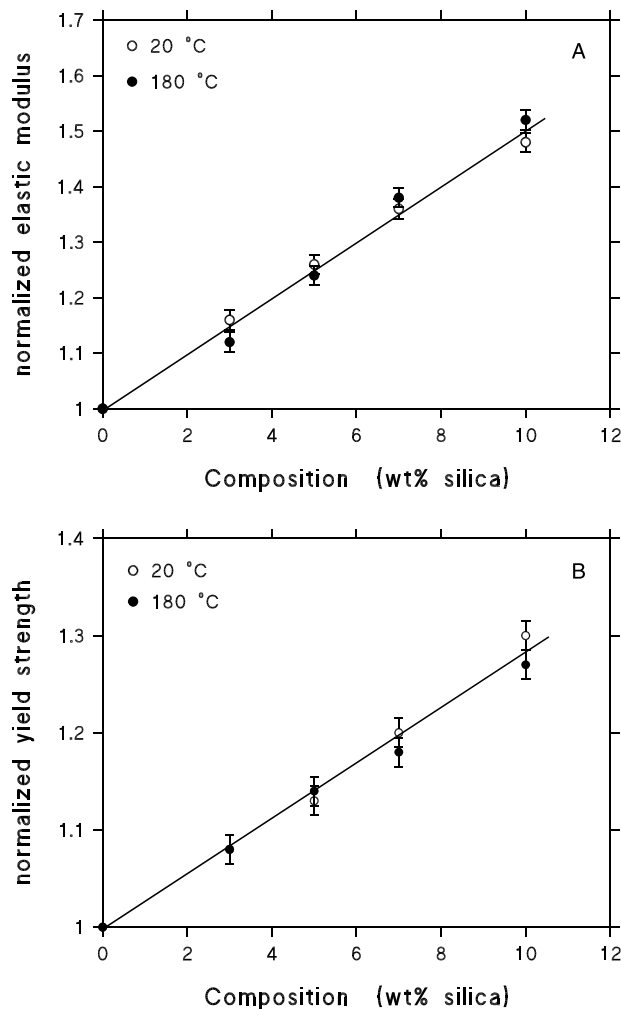 1.7
20 °C
A
180 °C
1.6
1.5
1.4
1.3
1.2
1.1
1
normalized elastic modulus
0 2 4 6 8 10 12
Composition (wt% silica)
1.4
20 °C
B
180 °C
1.3
1.2
1.1
1
normalized yield strength
0 2 4 6 8 10 12
Composition (wt% silica)